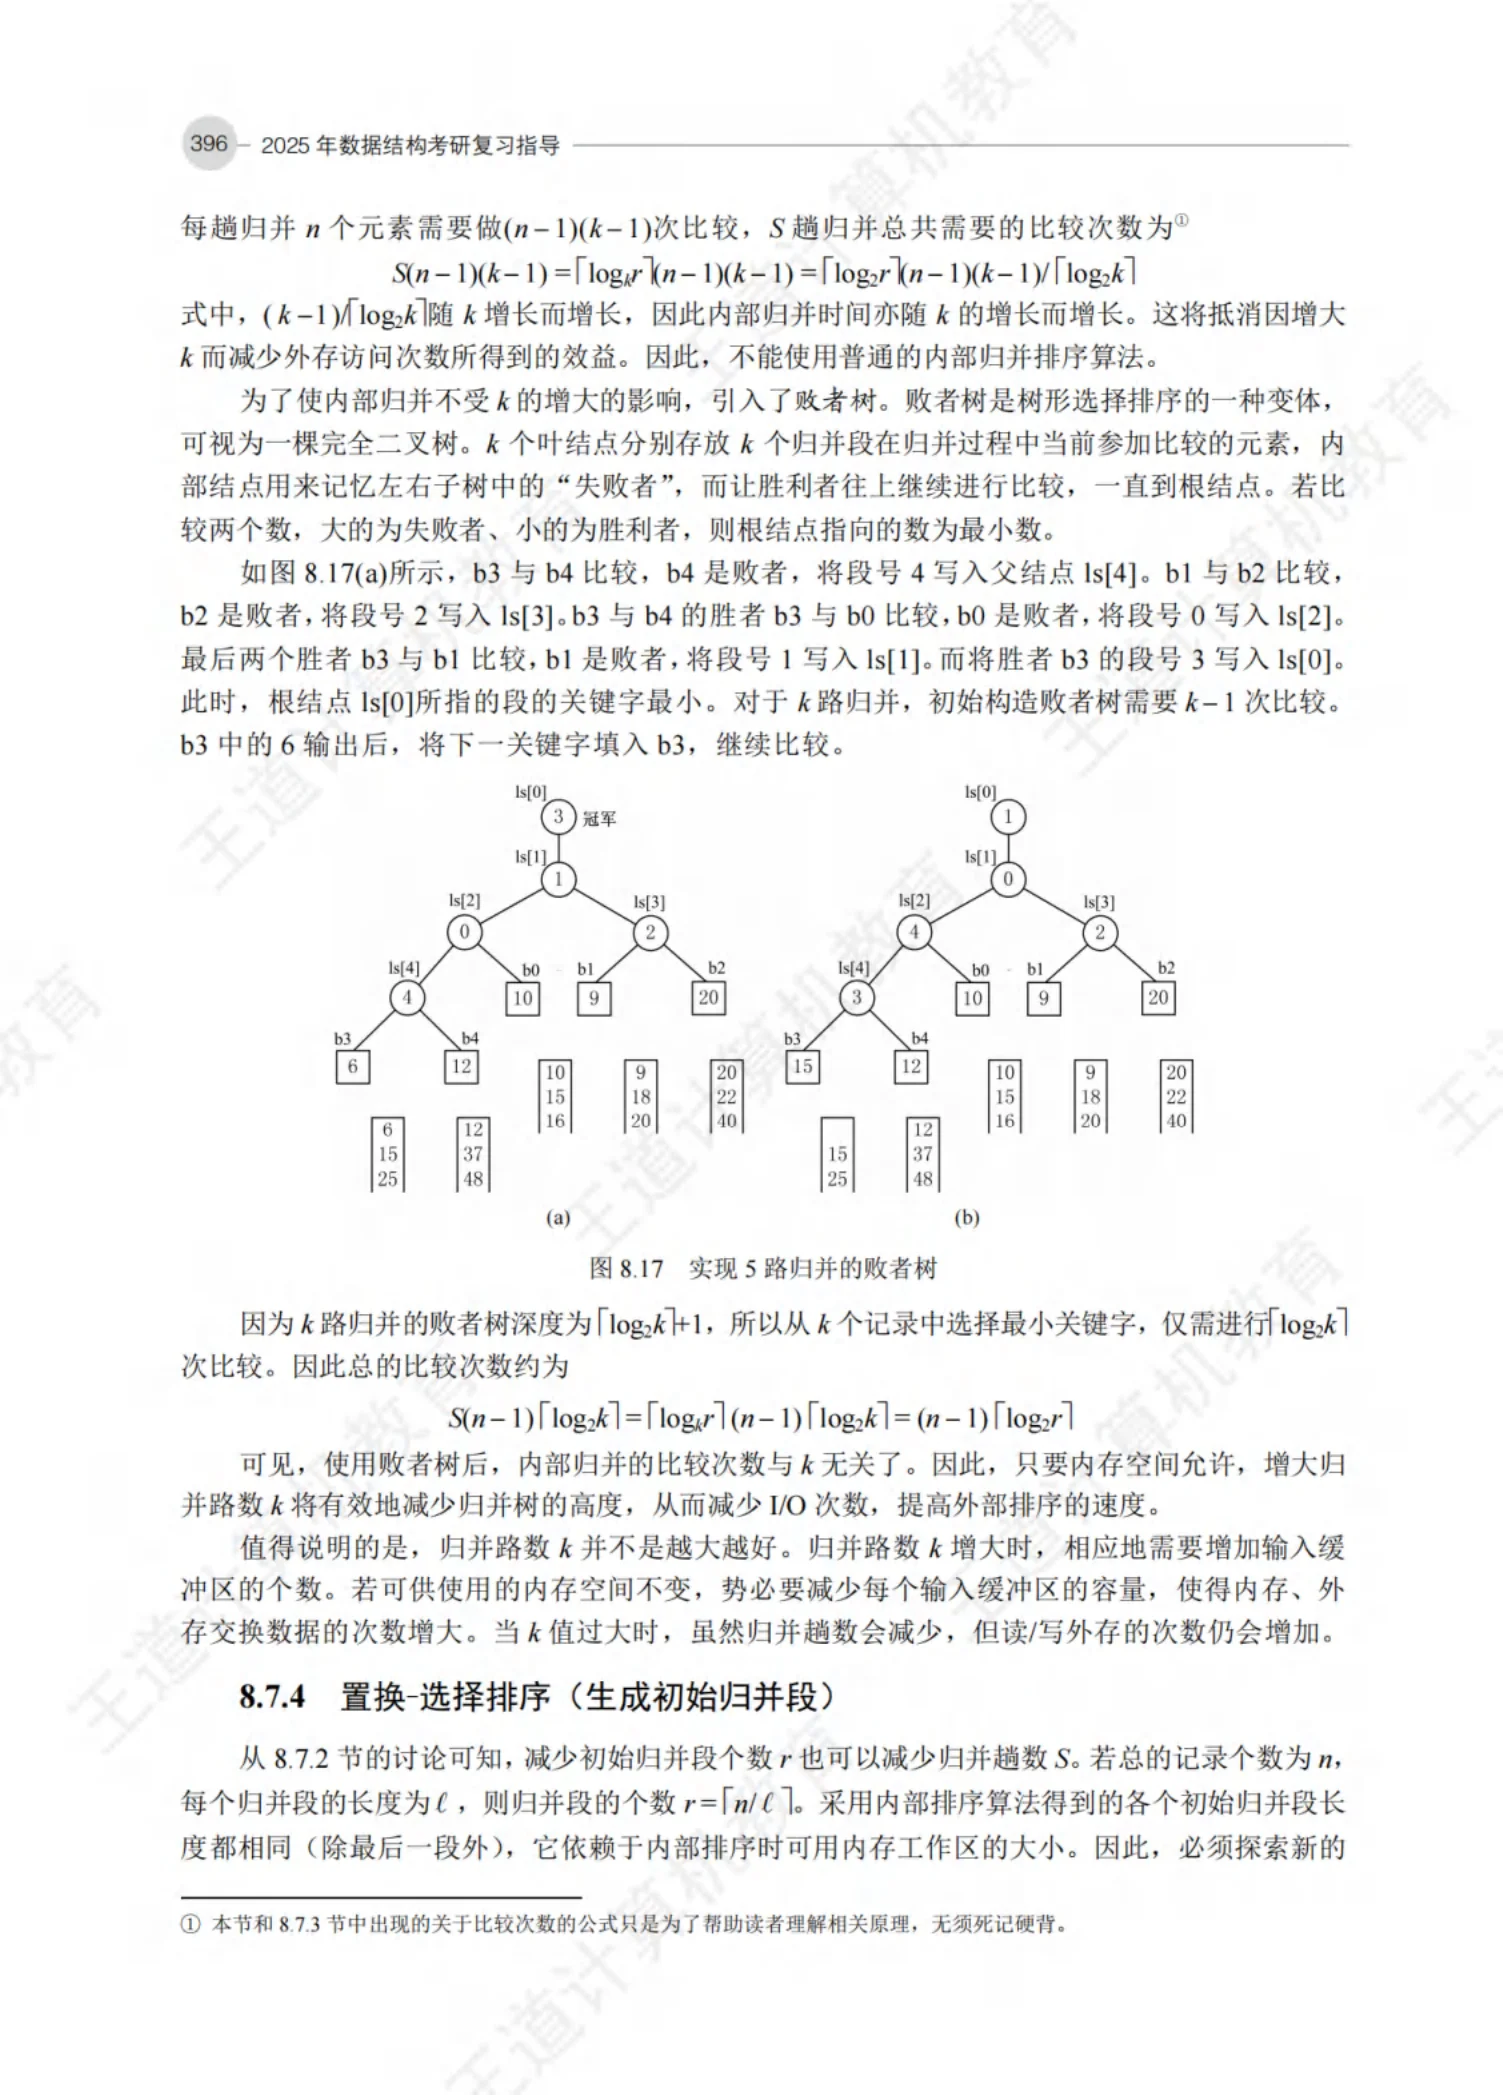 396 2025 年数据结构考研复习指导
每趟归并 n 个元素需要做(n－1)(k－1)次比较，S 趟归并总共需要的比较次数为①
S(n－1)(k－1) =⌈logₖr⌉(n－1)(k－1) =⌈log₂r⌉(n－1)(k－1)/⌈log₂k⌉
式中，(k－1)/⌈log₂k⌉随 k 增长而增长，因此内部归并时间亦随 k 的增长而增长。这将抵消因增大
k 而减少外存访问次数所得到的效益。因此，不能使用普通的内部归并排序算法。
为了使内部归并不受 k 的增大的影响，引入了败者树。败者树是树形选择排序的一种变体，
可视为一棵完全二叉树。k 个叶结点分别存放 k 个归并段在归并过程中当前参加比较的元素，内
部结点用来记忆左右子树中的“失败者”，而让胜利者往上继续进行比较，一直到根结点。若比
较两个数，大的为失败者、小的为胜利者，则根结点指向的数为最小数。
如图 8.17(a)所示，b3 与 b4 比较，b4 是败者，将段号 4 写入父结点 ls[4]。b1 与 b2 比较，
b2 是败者，将段号 2 写入 ls[3]。b3 与 b4 的胜者 b3 与 b0 比较，b0 是败者，将段号 0 写入 ls[2]。
最后两个胜者 b3 与 b1 比较，b1 是败者，将段号 1 写入 ls[1]。而将胜者 b3 的段号 3 写入 ls[0]。
此时，根结点 ls[0]所指的段的关键字最小。对于 k 路归并，初始构造败者树需要 k－1 次比较。
b3 中的 6 输出后，将下一关键字填入 b3，继续比较。
ls[0] 3 冠军
ls[1] 1
ls[2] 0 ls[3] 2
ls[4] 4 b0 10 b1 9 b2 20
b3 6 b4 12
10 9 20
15 18 22
16 20 40
6 12
15 37
25 48
(a)
ls[0] 1
ls[1] 0
ls[2] 4 ls[3] 2
ls[4] 3 b0 10 b1 9 b2 20
b3 15 b4 12
10 9 20
15 18 22
16 20 40
12
15 37
25 48
(b)
图 8.17 实现 5 路归并的败者树
因为 k 路归并的败者树深度为⌈log₂k⌉+1，所以从 k 个记录中选择最小关键字，仅需进行⌈log₂k⌉
次比较。因此总的比较次数约为
S(n－1)⌈log₂k⌉=⌈logₖr⌉(n－1)⌈log₂k⌉= (n－1)⌈log₂r⌉
可见，使用败者树后，内部归并的比较次数与 k 无关了。因此，只要内存空间允许，增大归
并路数 k 将有效地减少归并树的高度，从而减少 I/O 次数，提高外部排序的速度。
值得说明的是，归并路数 k 并不是越大越好。归并路数 k 增大时，相应地需要增加输入缓
冲区的个数。若可供使用的内存空间不变，势必要减少每个输入缓冲区的容量，使得内存、外
存交换数据的次数增大。当 k 值过大时，虽然归并趟数会减少，但读/写外存的次数仍会增加。
8.7.4 置换-选择排序（生成初始归并段）
从 8.7.2 节的讨论可知，减少初始归并段个数 r 也可以减少归并趟数 S。若总的记录个数为 n，
每个归并段的长度为ℓ，则归并段的个数 r =⌈n/ℓ⌉。采用内部排序算法得到的各个初始归并段长
度都相同（除最后一段外），它依赖于内部排序时可用内存工作区的大小。因此，必须探索新的
① 本节和 8.7.3 节中出现的关于比较次数的公式只是为了帮助读者理解相关原理，无须死记硬背。
王道计算机教育